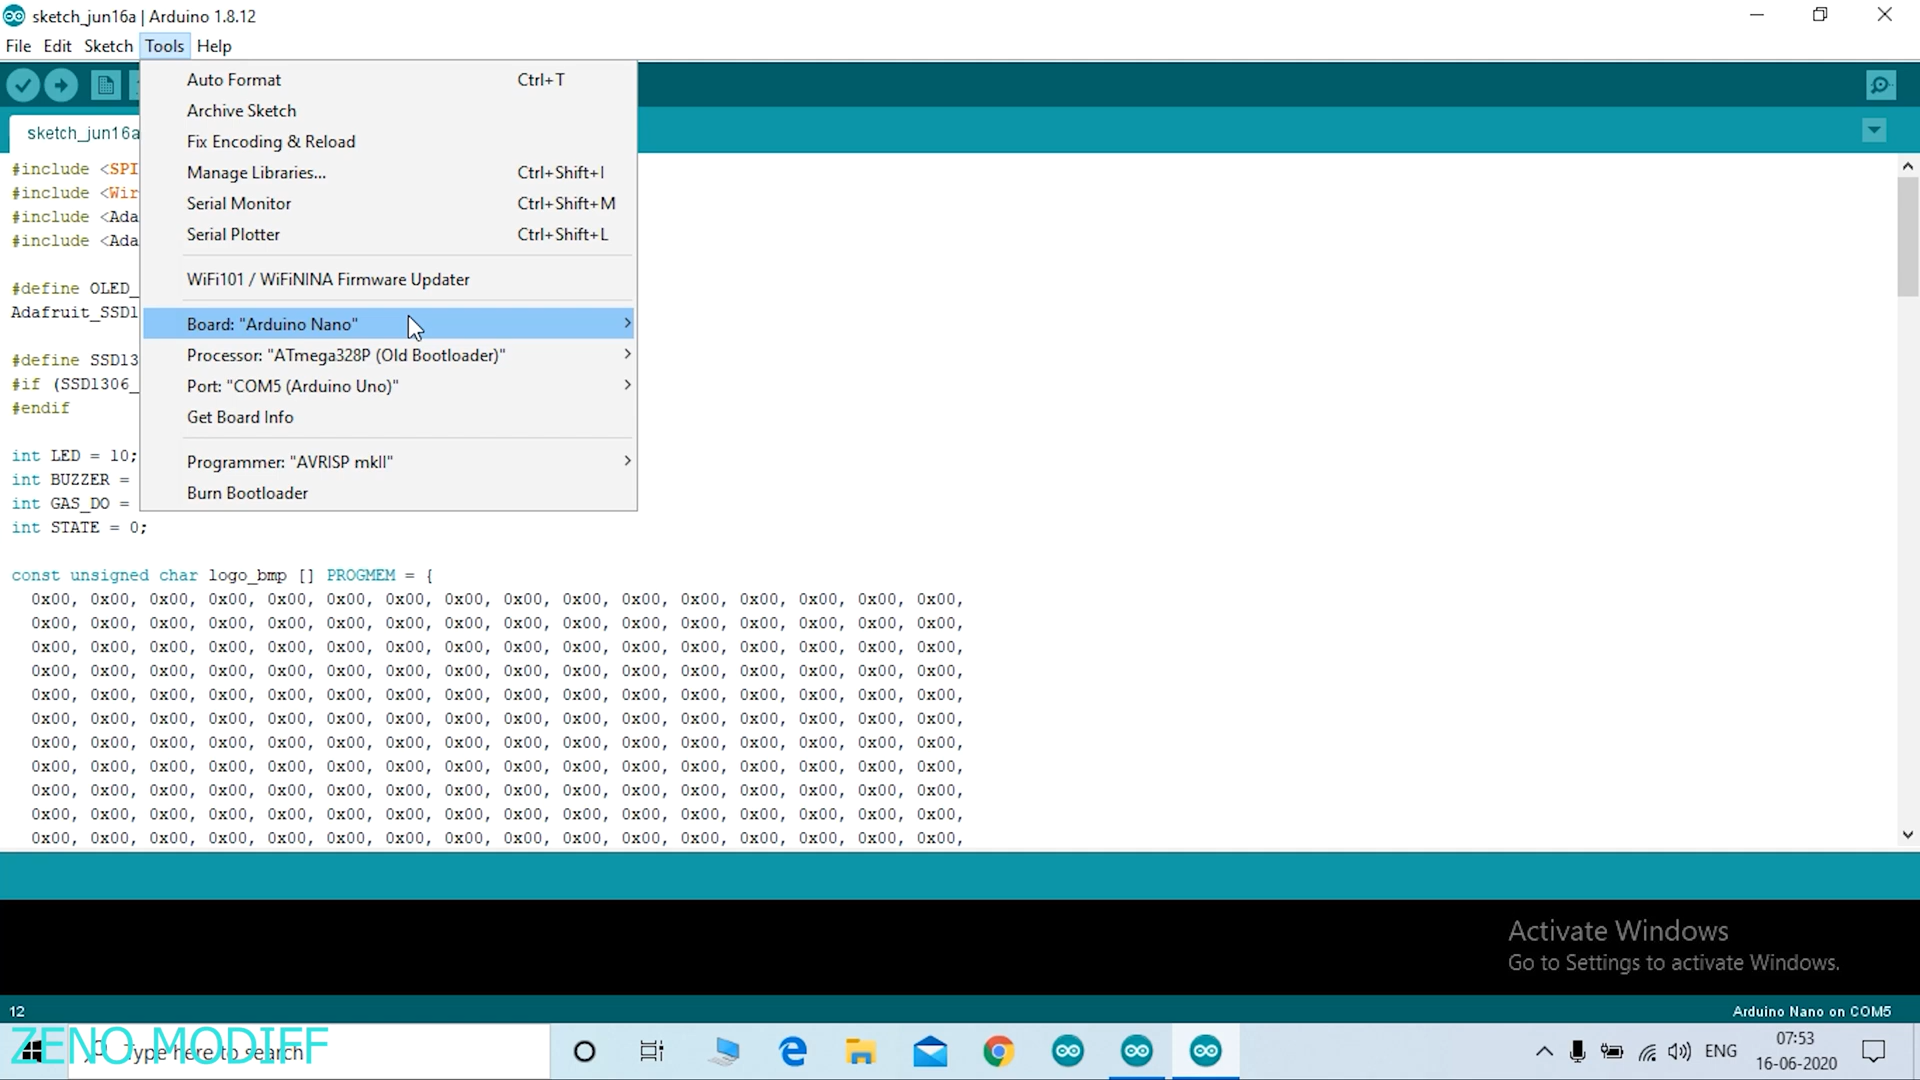 sketch_jun16a | Arduino 1.8.12
File Edit Sketch Tools Help
Auto Format Ctrl+T
Archive Sketch
sketch_jun16a
Fix Encoding & Reload
#include <SPI
Manage Libraries... Ctrl+Shift+I
#include <Wir
Serial Monitor Ctrl+Shift+M
#include <Ada
Serial Plotter Ctrl+Shift+L
#include <Ada
WiFi101 / WiFiNINA Firmware Updater
#define OLED_
Adafruit_SSD1
Board: "Arduino Nano"
#define SSD13
Processor: "ATmega328P (Old Bootloader)"
#if (SSD1306_
Port: "COM5 (Arduino Uno)"
#endif
Get Board Info
int LED = 10;
Programmer: "AVRISP mkII"
int BUZZER =
Burn Bootloader
int GAS_DO =
int STATE = 0;
const unsigned char logo_bmp [] PROGMEM = {
0x00, 0x00, 0x00, 0x00, 0x00, 0x00, 0x00, 0x00, 0x00, 0x00, 0x00, 0x00, 0x00, 0x00, 0x00, 0x00,
0x00, 0x00, 0x00, 0x00, 0x00, 0x00, 0x00, 0x00, 0x00, 0x00, 0x00, 0x00, 0x00, 0x00, 0x00, 0x00,
0x00, 0x00, 0x00, 0x00, 0x00, 0x00, 0x00, 0x00, 0x00, 0x00, 0x00, 0x00, 0x00, 0x00, 0x00, 0x00,
0x00, 0x00, 0x00, 0x00, 0x00, 0x00, 0x00, 0x00, 0x00, 0x00, 0x00, 0x00, 0x00, 0x00, 0x00, 0x00,
0x00, 0x00, 0x00, 0x00, 0x00, 0x00, 0x00, 0x00, 0x00, 0x00, 0x00, 0x00, 0x00, 0x00, 0x00, 0x00,
0x00, 0x00, 0x00, 0x00, 0x00, 0x00, 0x00, 0x00, 0x00, 0x00, 0x00, 0x00, 0x00, 0x00, 0x00, 0x00,
0x00, 0x00, 0x00, 0x00, 0x00, 0x00, 0x00, 0x00, 0x00, 0x00, 0x00, 0x00, 0x00, 0x00, 0x00, 0x00,
0x00, 0x00, 0x00, 0x00, 0x00, 0x00, 0x00, 0x00, 0x00, 0x00, 0x00, 0x00, 0x00, 0x00, 0x00, 0x00,
0x00, 0x00, 0x00, 0x00, 0x00, 0x00, 0x00, 0x00, 0x00, 0x00, 0x00, 0x00, 0x00, 0x00, 0x00, 0x00,
0x00, 0x00, 0x00, 0x00, 0x00, 0x00, 0x00, 0x00, 0x00, 0x00, 0x00, 0x00, 0x00, 0x00, 0x00, 0x00,
0x00, 0x00, 0x00, 0x00, 0x00, 0x00, 0x00, 0x00, 0x00, 0x00, 0x00, 0x00, 0x00, 0x00, 0x00, 0x00,
Activate Windows
Go to Settings to activate Windows.
12
Arduino Nano on COM5
ZENO MODIFF
Type here to search
ENG
07:53
16-06-2020